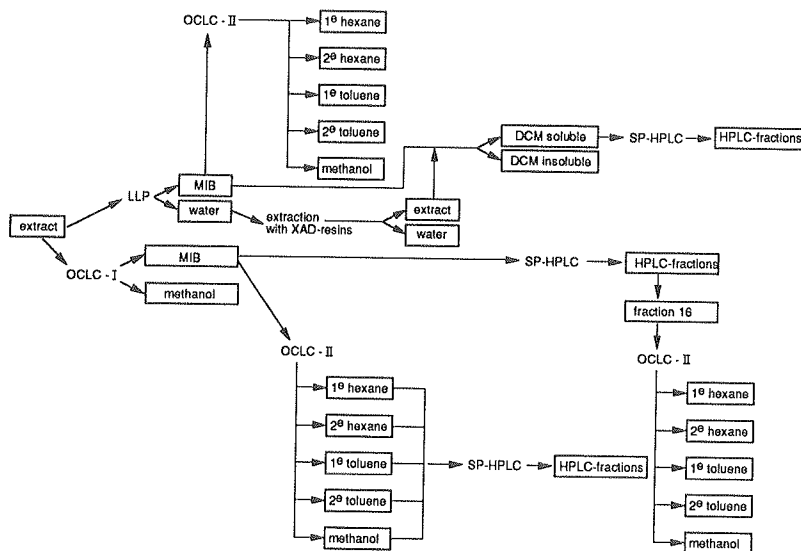 OCLC - II
1e hexane
2e hexane
1e toluene
2e toluene
methanol
DCM soluble
SP-HPLC
HPLC-fractions
DCM insoluble
LLP
MIB
water
extraction
with XAD-resins
extract
water
extract
OCLC - I
MIB
methanol
SP-HPLC
HPLC-fractions
fraction 16
OCLC - II
OCLC - II
1e hexane
2e hexane
1e toluene
2e toluene
methanol
SP-HPLC
HPLC-fractions
1e hexane
2e hexane
1e toluene
2e toluene
methanol